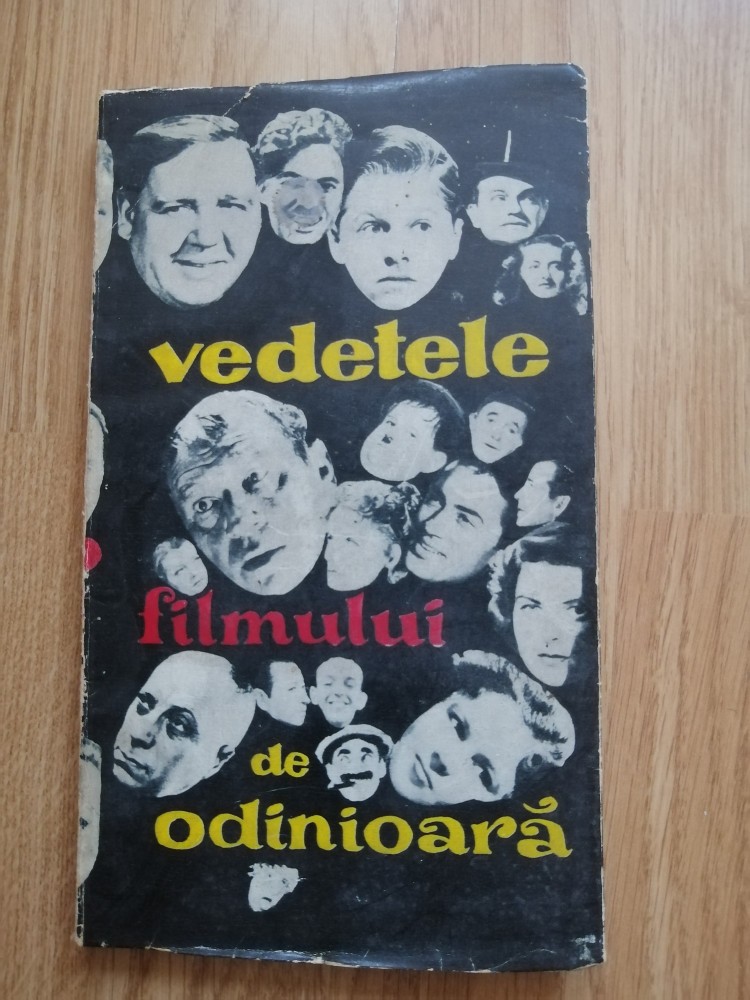 vedetele
filmului
de
odinioară